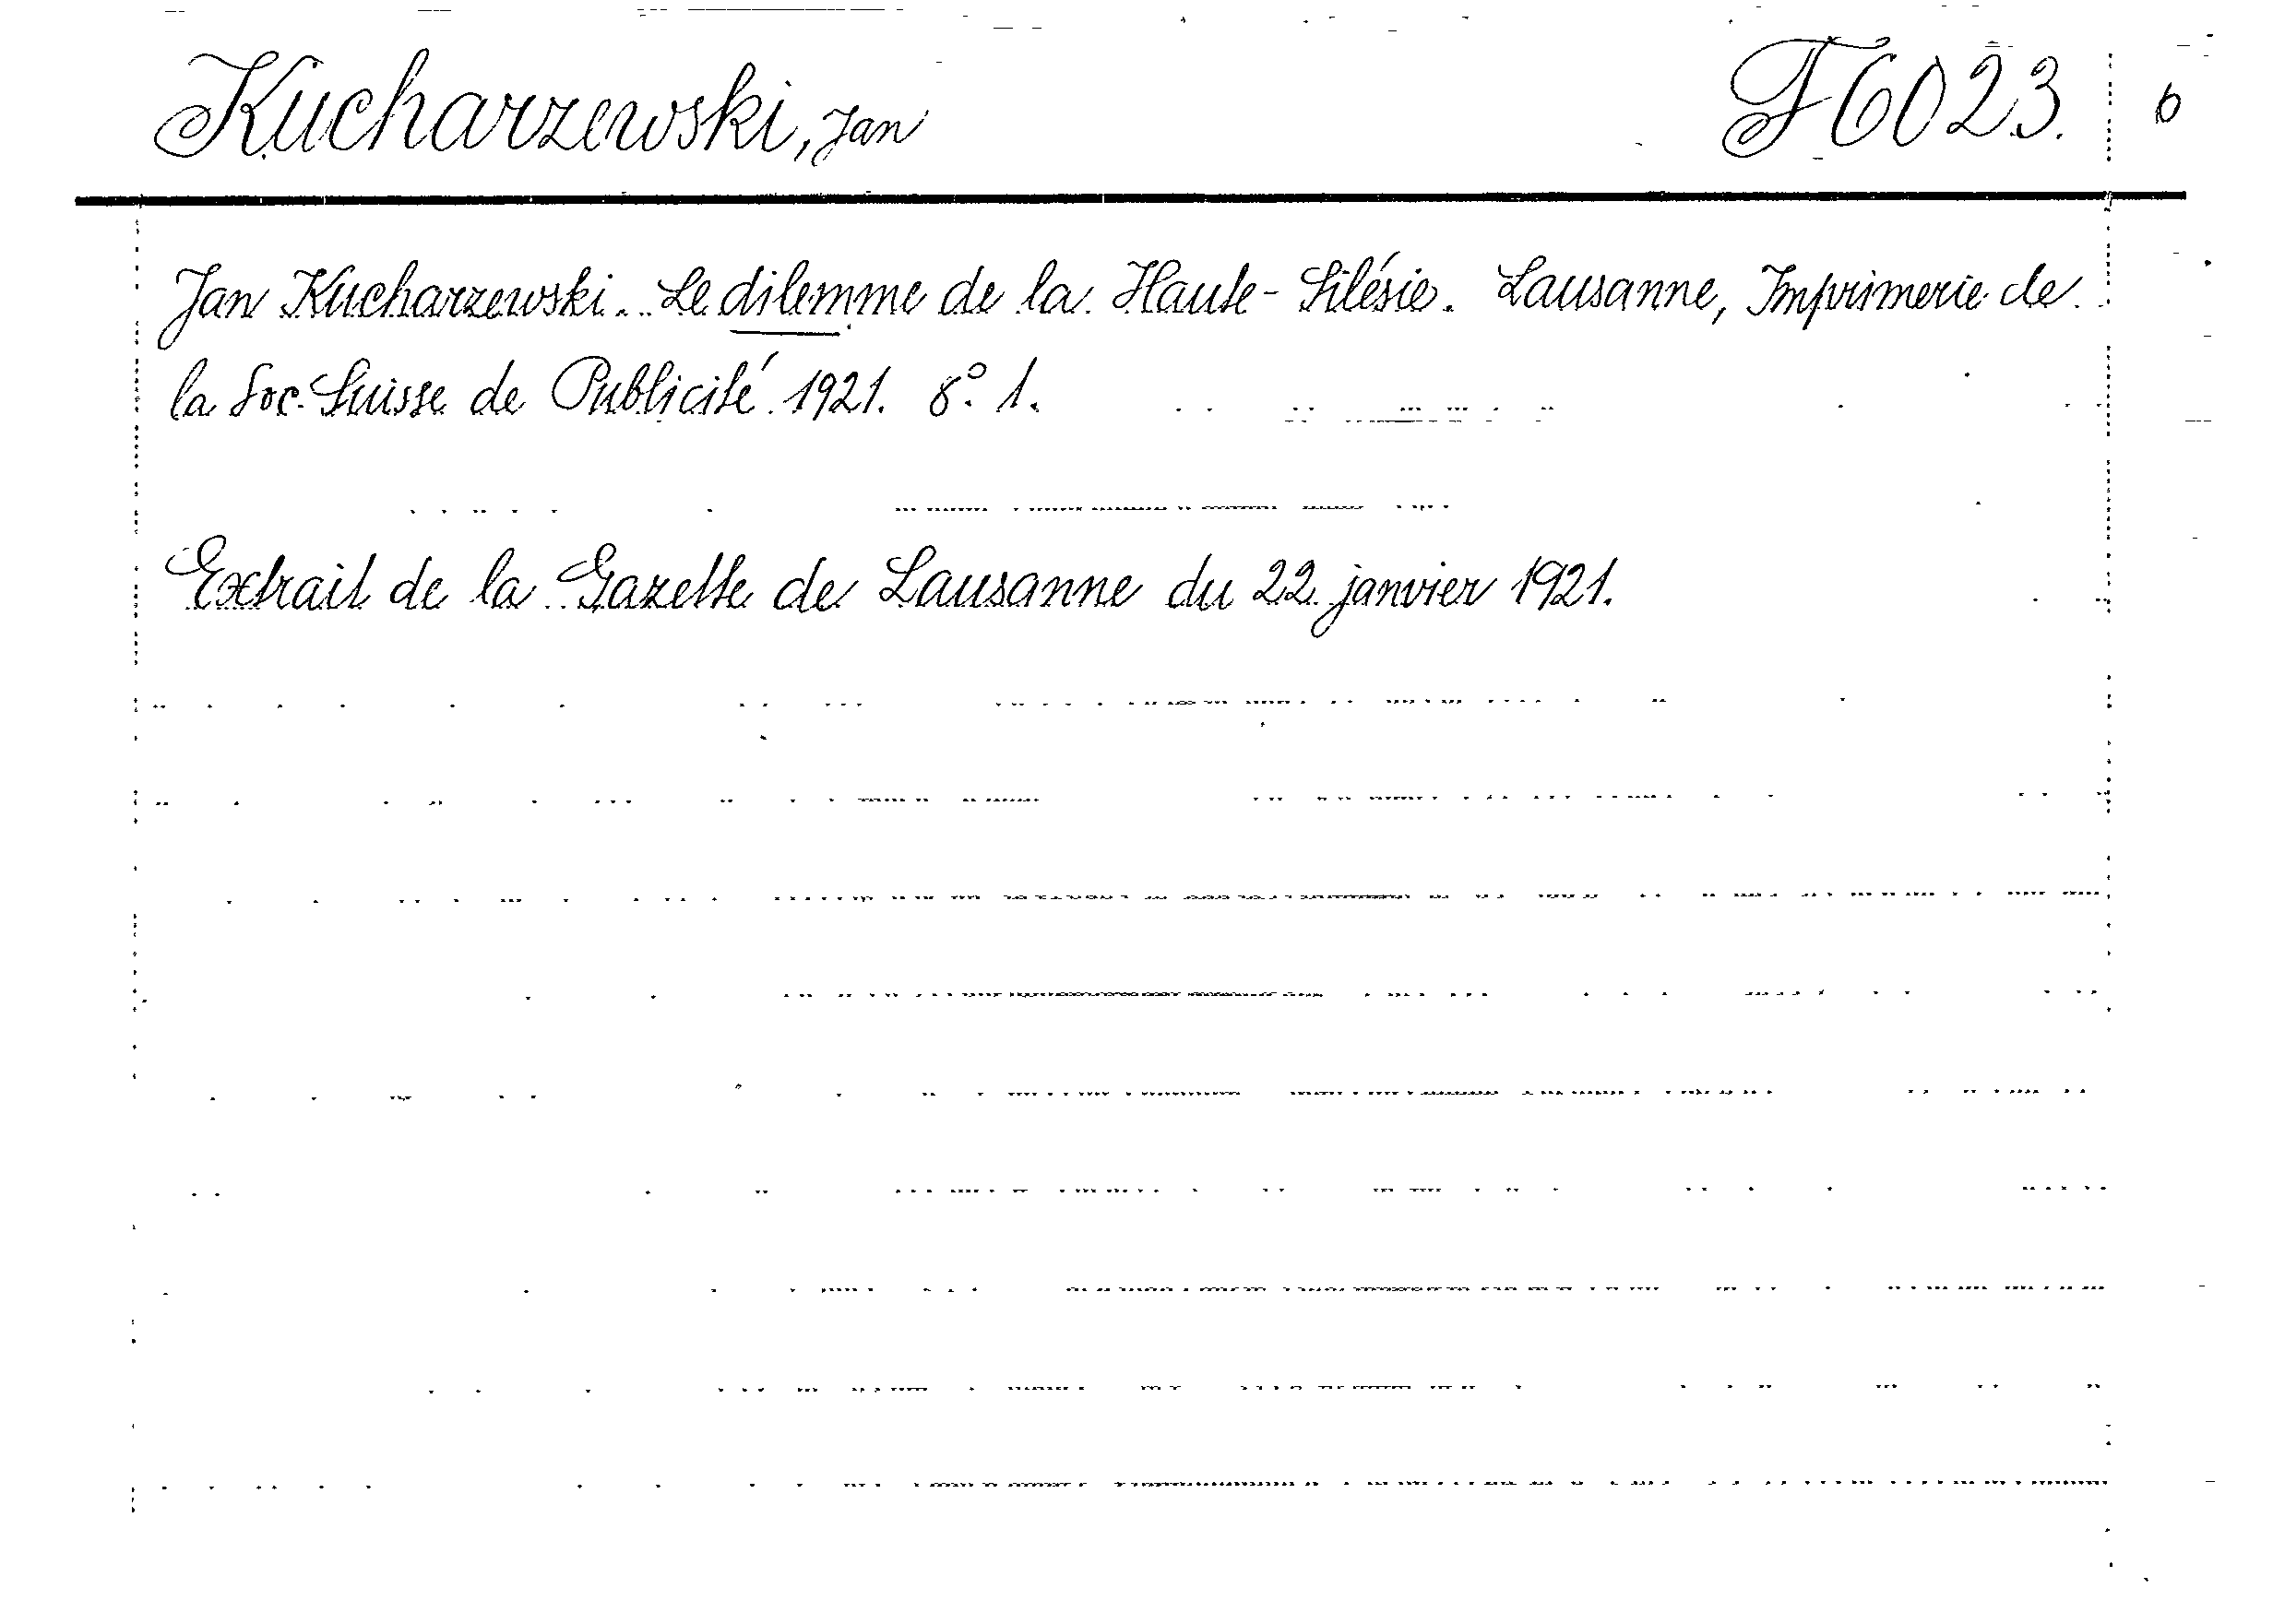 Kucharzewski, Jan F6023. b
Jan Kucharzewski. Le dilemme de la Haute-Silésie. Lausanne, Imprimerie de
la Soc. Suisse de Publicité 1921. 8° 1.
Extrait de la Gazette de Lausanne du 22 janvier 1921.